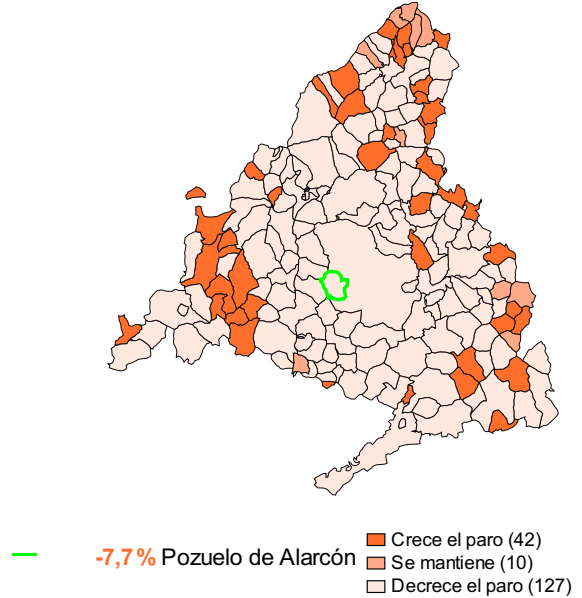 -7,7 % Pozuelo de Alarcón
Crece el paro (42)
Se mantiene (10)
Decrece el paro (127)